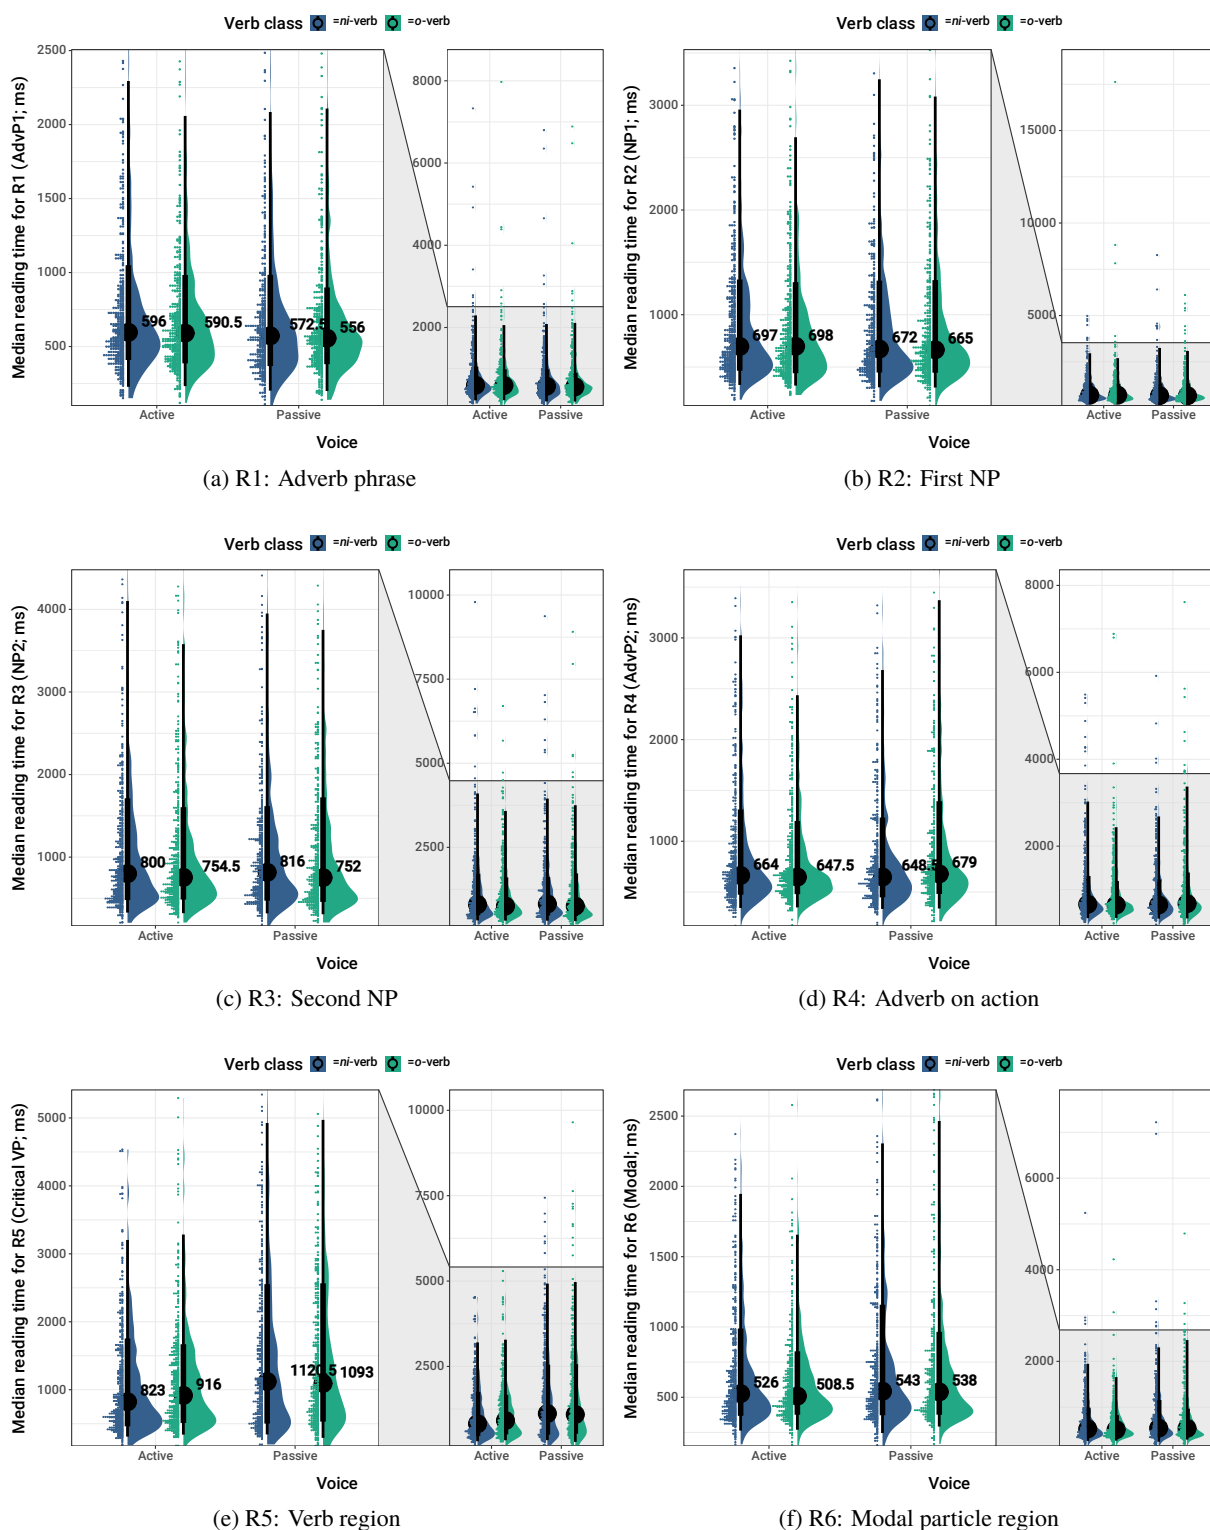 Verb class =ni-verb =o-verb
Median reading time for R1 (AdvP1; ms)
2500
2000
1500
1000
500
596
590.5
572.5
556
Active
Passive
8000
6000
4000
2000
Active
Passive
Voice
(a) R1: Adverb phrase
Verb class =ni-verb =o-verb
Median reading time for R2 (NP1; ms)
3000
2000
1000
697
698
672
665
Active
Passive
15000
10000
5000
Active
Passive
Voice
(b) R2: First NP
Verb class =ni-verb =o-verb
Median reading time for R3 (NP2; ms)
4000
3000
2000
1000
800
754.5
816
752
Active
Passive
10000
7500
5000
2500
Active
Passive
Voice
(c) R3: Second NP
Verb class =ni-verb =o-verb
Median reading time for R4 (AdvP2; ms)
3000
2000
1000
664
647.5
648.5
679
Active
Passive
8000
6000
4000
2000
Active
Passive
Voice
(d) R4: Adverb on action
Verb class =ni-verb =o-verb
Median reading time for R5 (Critical VP; ms)
5000
4000
3000
2000
1000
823
916
1120.5
1093
Active
Passive
10000
7500
5000
2500
Active
Passive
Voice
(e) R5: Verb region
Verb class =ni-verb =o-verb
Median reading time for R6 (Modal; ms)
2500
2000
1500
1000
500
526
508.5
543
538
Active
Passive
6000
4000
2000
Active
Passive
Voice
(f) R6: Modal particle region